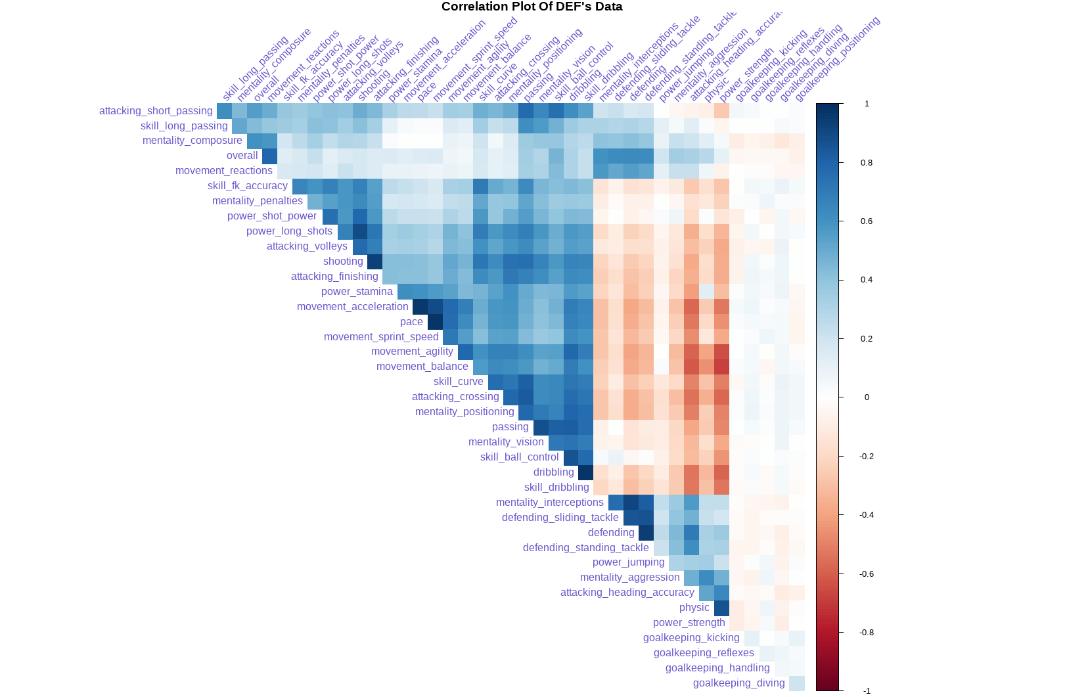 Correlation Plot Of DEF's Data
skill_long_passing
mentality_composure
overall
movement_reactions
skill_fk_accuracy
mentality_penalties
power_shot_power
power_long_shots
attacking_volleys
shooting
attacking_finishing
power_stamina
movement_acceleration
pace
movement_sprint_speed
movement_agility
movement_balance
skill_curve
attacking_crossing
mentality_positioning
passing
mentality_vision
skill_ball_control
dribbling
skill_dribbling
mentality_interceptions
defending_sliding_tackle
defending
defending_standing_tackle
power_jumping
mentality_aggression
attacking_heading_accuracy
physic
power_strength
goalkeeping_kicking
goalkeeping_reflexes
goalkeeping_handling
goalkeeping_diving
goalkeeping_positioning
attacking_short_passing
skill_long_passing
mentality_composure
overall
movement_reactions
skill_fk_accuracy
mentality_penalties
power_shot_power
power_long_shots
attacking_volleys
shooting
attacking_finishing
power_stamina
movement_acceleration
pace
movement_sprint_speed
movement_agility
movement_balance
skill_curve
attacking_crossing
mentality_positioning
passing
mentality_vision
skill_ball_control
dribbling
skill_dribbling
mentality_interceptions
defending_sliding_tackle
defending
defending_standing_tackle
power_jumping
mentality_aggression
attacking_heading_accuracy
physic
power_strength
goalkeeping_kicking
goalkeeping_reflexes
goalkeeping_handling
goalkeeping_diving
1
0.8
0.6
0.4
0.2
0
-0.2
-0.4
-0.6
-0.8
-1